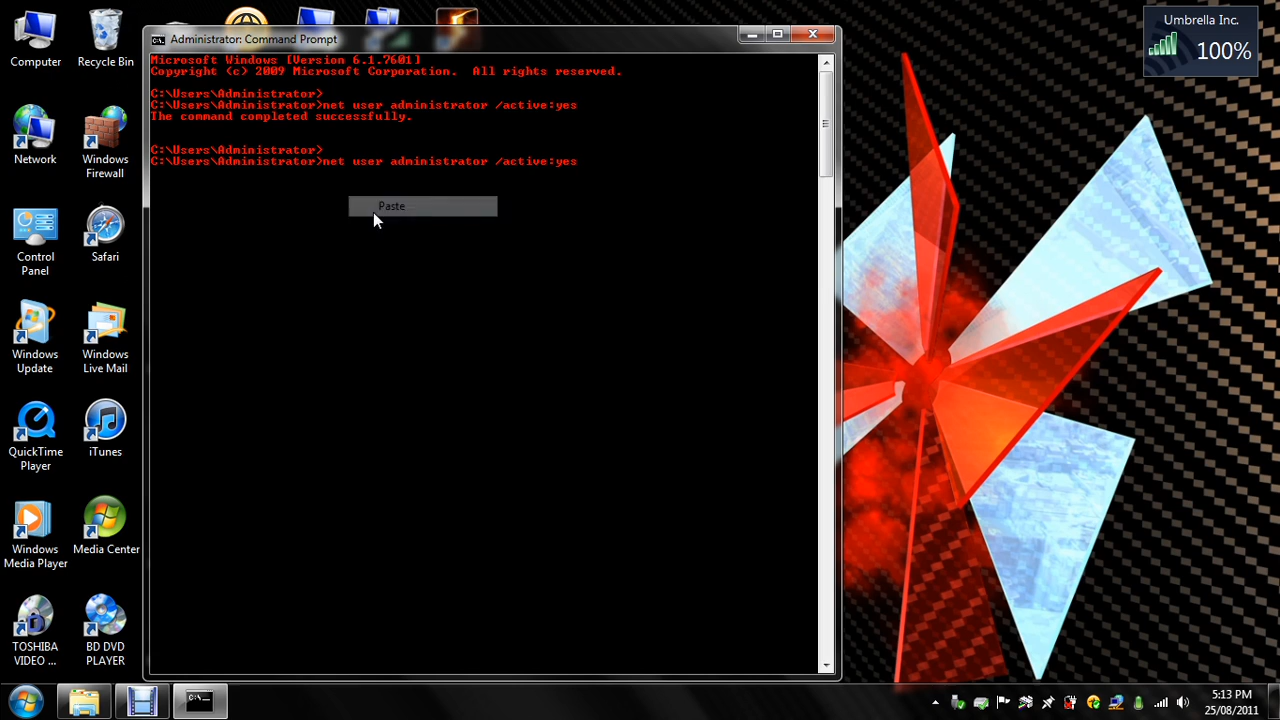 Umbrella Inc.
100%
Computer
Recycle Bin
Network
Windows
Firewall
Control
Panel
Safari
Windows
Update
Windows
Live Mail
QuickTime
Player
iTunes
Windows
Media Player
Media Center
TOSHIBA
VIDEO ...
BD DVD
PLAYER
Administrator: Command Prompt
Microsoft Windows [Version 6.1.7601]
Copyright (c) 2009 Microsoft Corporation.  All rights reserved.
C:\Users\Administrator>
C:\Users\Administrator>net user administrator /active:yes
The command completed successfully.
C:\Users\Administrator>
C:\Users\Administrator>net user administrator /active:yes
Paste
5:13 PM
25/08/2011